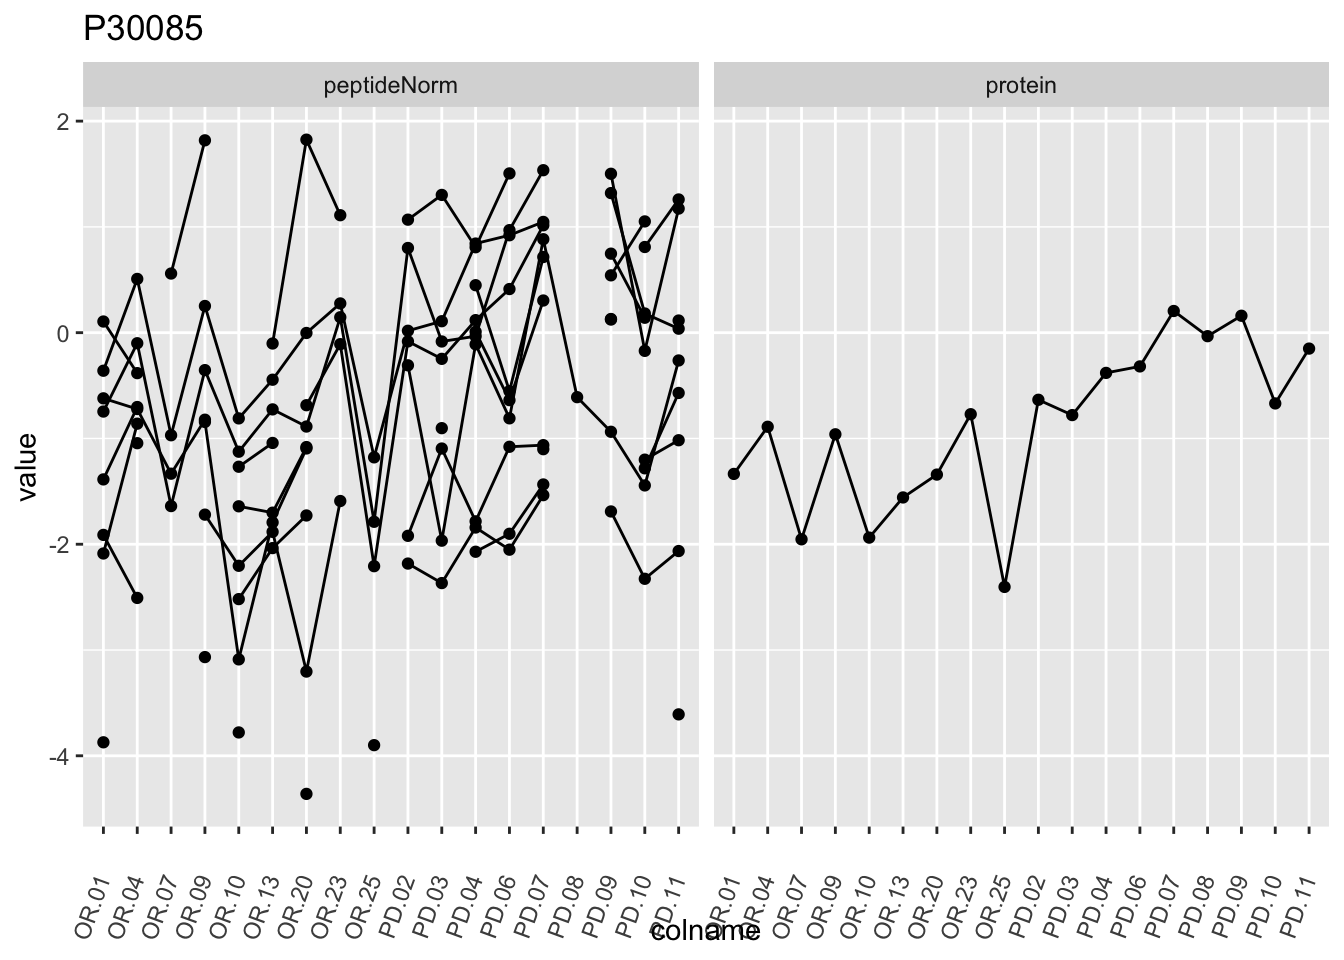 P30085
peptideNorm
protein
value
2
0
-2
-4
OR.01
OR.04
OR.07
OR.09
OR.10
OR.13
OR.20
OR.23
OR.25
PD.02
PD.03
PD.04
PD.06
PD.07
PD.08
PD.09
PD.10
PD.11
OR.01
OR.04
OR.07
OR.09
OR.10
OR.13
OR.20
OR.23
OR.25
PD.02
PD.03
PD.04
PD.06
PD.07
PD.08
PD.09
PD.10
PD.11
colname